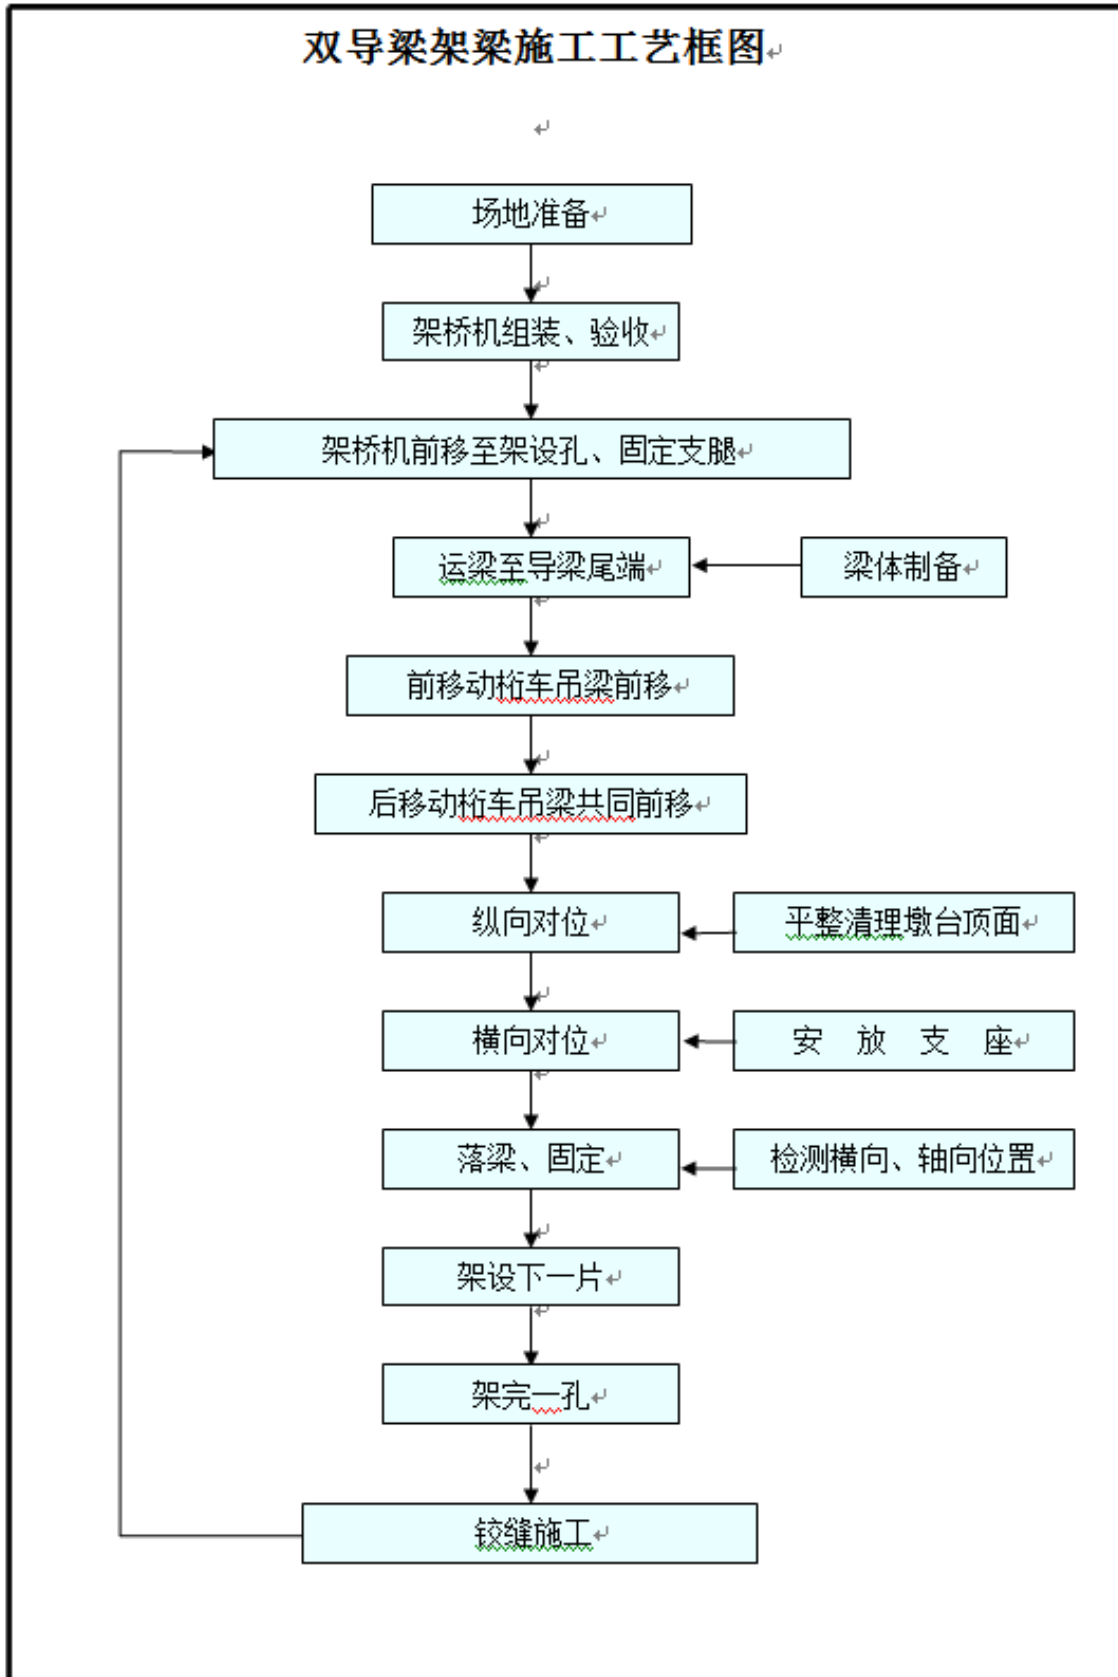 双导梁架梁施工工艺框图
场地准备
架桥机组装、验收
架桥机前移至架设孔、固定支腿
运梁至导梁尾端
梁体制备
前移动桁车吊梁前移
后移动桁车吊梁共同前移
纵向对位
平整清理墩台顶面
横向对位
安 放 支 座
落梁、固定
检测横向、轴向位置
架设下一片
架完一孔
铰缝施工